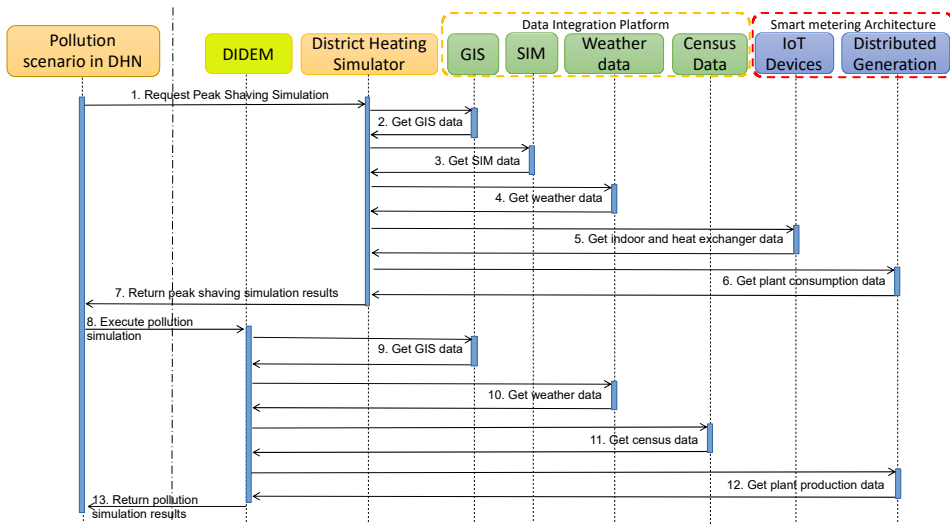 Data Integration Platform
Smart metering Architecture
Pollution
scenario in DHN
DIDEM
District Heating
Simulator
GIS
SIM
Weather
data
Census
Data
IoT
Devices
Distributed
Generation
1. Request Peak Shaving Simulation
2. Get GIS data
3. Get SIM data
4. Get weather data
5. Get indoor and heat exchanger data
6. Get plant consumption data
7. Return peak shaving simulation results
8. Execute pollution
simulation
9. Get GIS data
10. Get weather data
11. Get census data
12. Get plant production data
13. Return pollution
simulation results